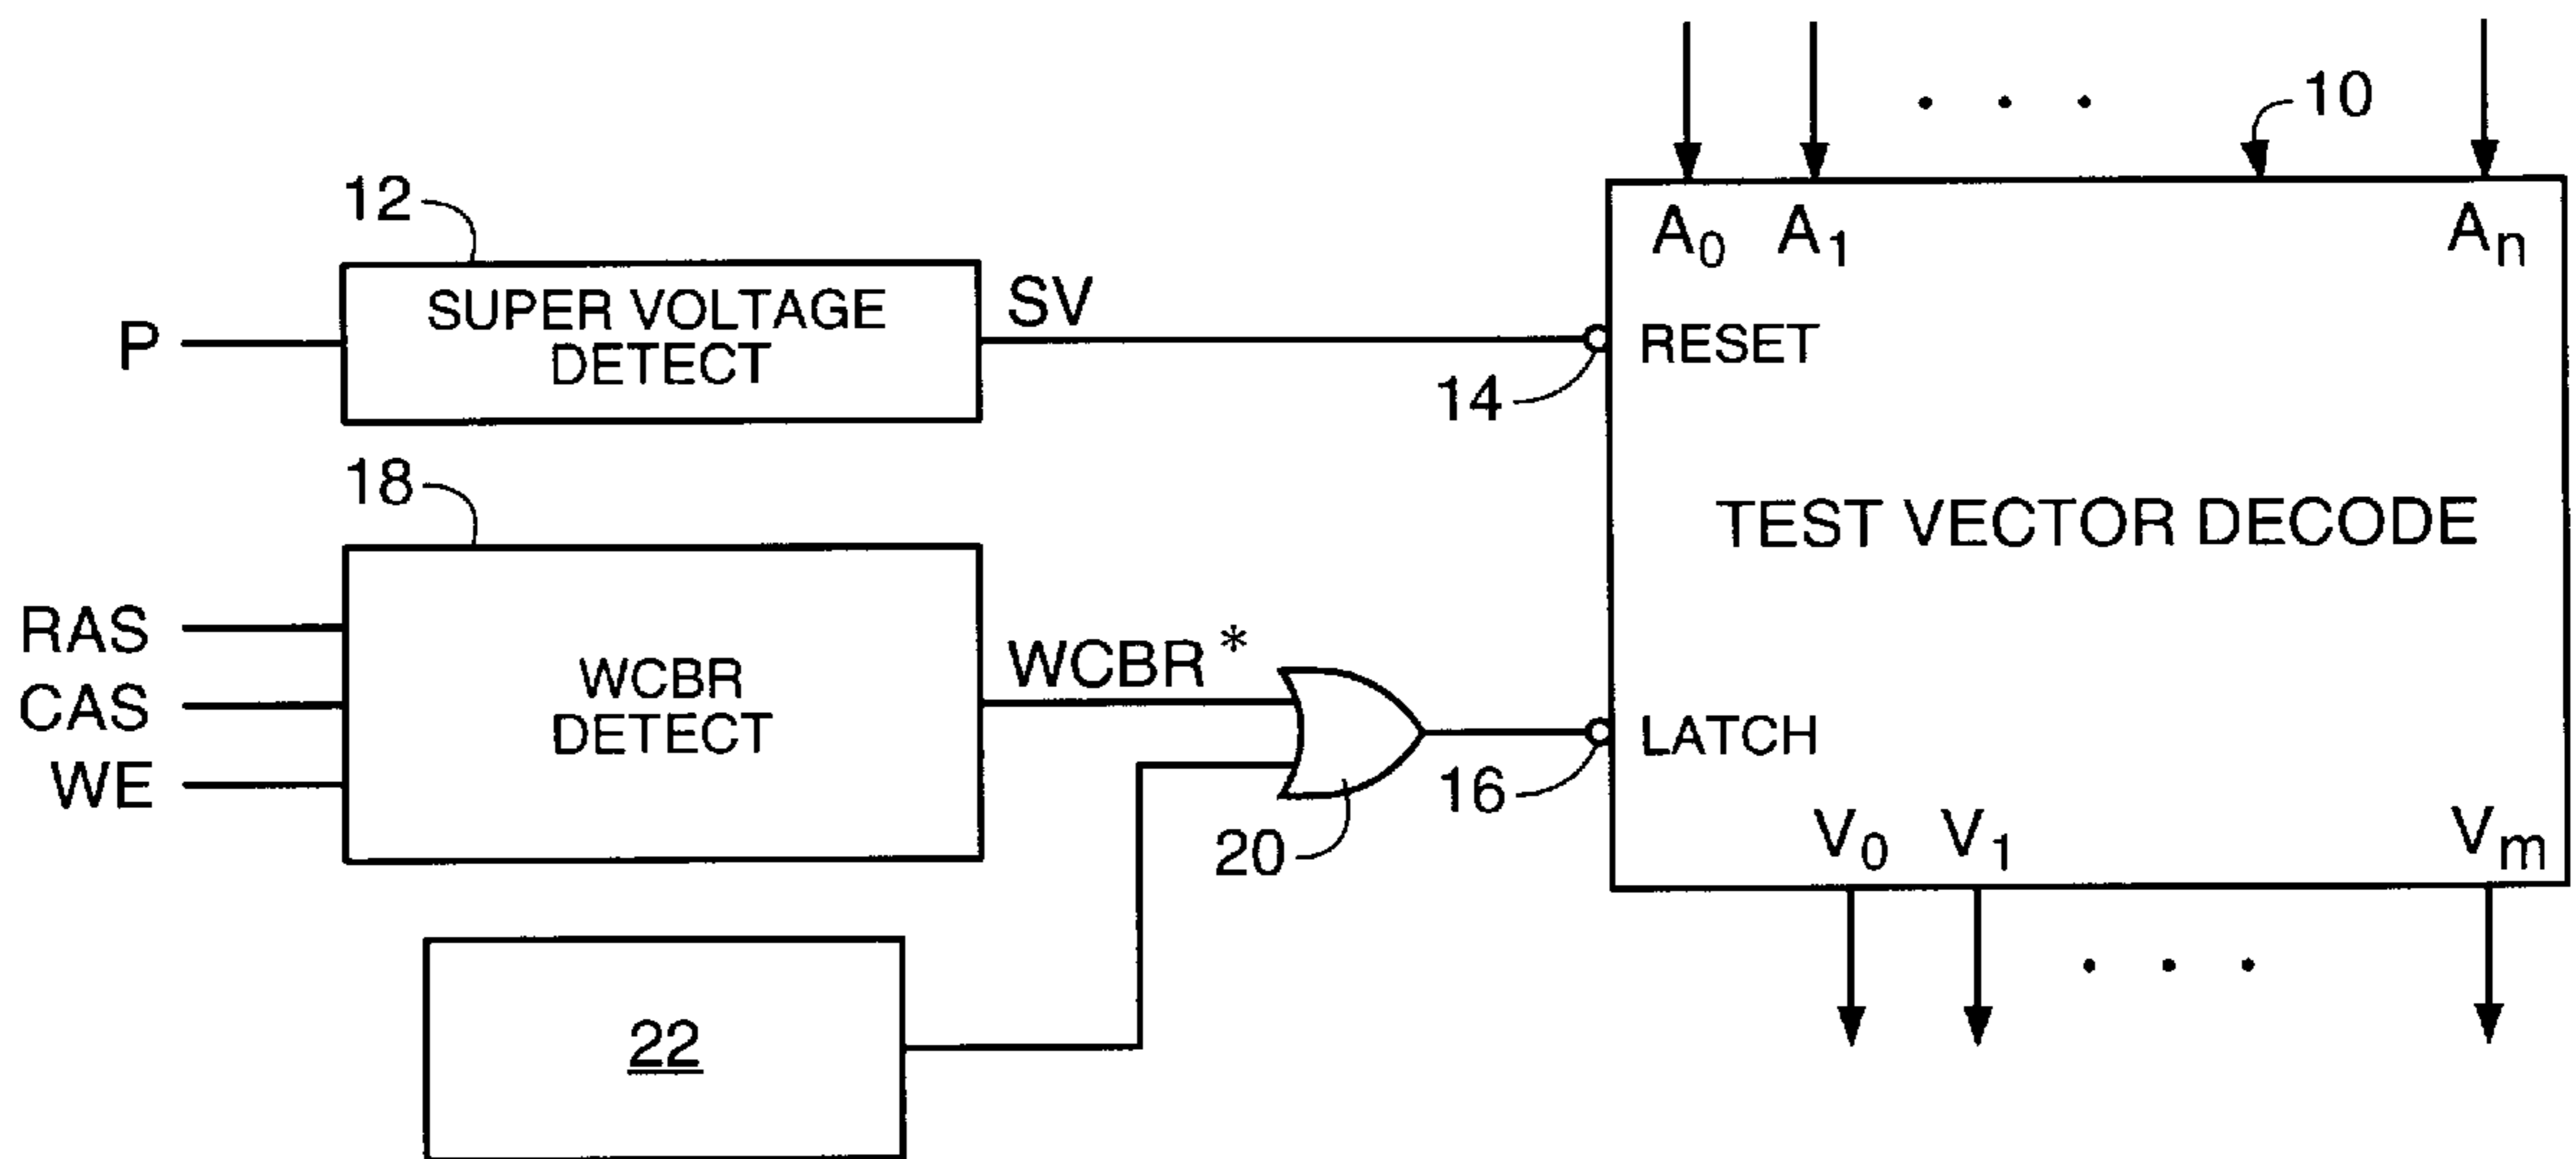 10
A0 A1 An
12
SUPER VOLTAGE
DETECT
P
SV
RESET
14
18
TEST VECTOR DECODE
RAS
CAS
WE
WCBR
DETECT
WCBR*
LATCH
16
20
V0 V1 Vm
22